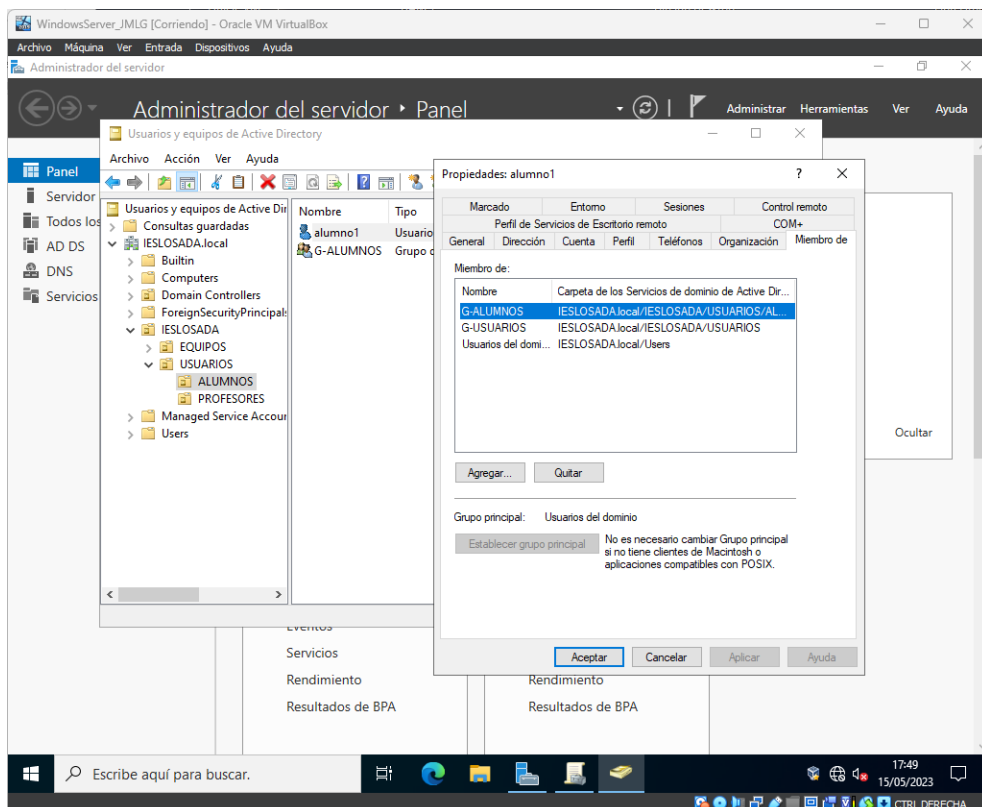 WindowsServer_JMLG [Corriendo] - Oracle VM VirtualBox
Archivo Máquina Ver Entrada Dispositivos Ayuda
Administrador del servidor
Administrador del servidor Panel
Administrar Herramientas Ver Ayuda
Usuarios y equipos de Active Directory
Archivo Acción Ver Ayuda
Panel
Servidor
Todos los
AD DS
DNS
Servicios
Usuarios y equipos de Active Dir
Consultas guardadas
IESLOSADA.local
Builtin
Computers
Domain Controllers
ForeignSecurityPrincipals
IESLOSADA
EQUIPOS
USUARIOS
ALUMNOS
PROFESORES
Managed Service Accour
Users
Nombre Tipo
alumno1 Usuario
G-ALUMNOS Grupo
Propiedades: alumno1 ?
Marcado Entorno Sesiones Control remoto
Perfil de Servicios de Escritorio remoto COM+
General Dirección Cuenta Perfil Teléfonos Organización Miembro de
Miembro de:
Nombre Carpeta de los Servicios de dominio de Active Dir...
G-ALUMNOS IESLOSADA.local/IESLOSADA/USUARIOS/AL...
G-USUARIOS IESLOSADA.local/IESLOSADA/USUARIOS
Usuarios del domi... IESLOSADA.local/Users
Agregar... Quitar
Grupo principal: Usuarios del dominio
Establecer grupo principal
No es necesario cambiar Grupo principal
si no tiene clientes de Macintosh o
aplicaciones compatibles con POSIX.
Aceptar Cancelar Aplicar Ayuda
Ocultar
Eventos
Servicios
Rendimiento Rendimiento
Resultados de BPA Resultados de BPA
Escribe aquí para buscar.
17:49
15/05/2023
CTRL DERECHA